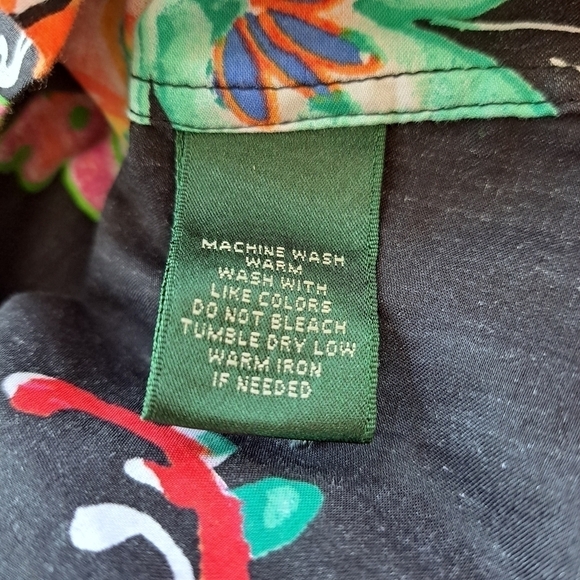 MACHINE WASH
WARM
WASH WITH
LIKE COLORS
DO NOT BLEACH
TUMBLE DRY LOW
WARM IRON
IF NEEDED